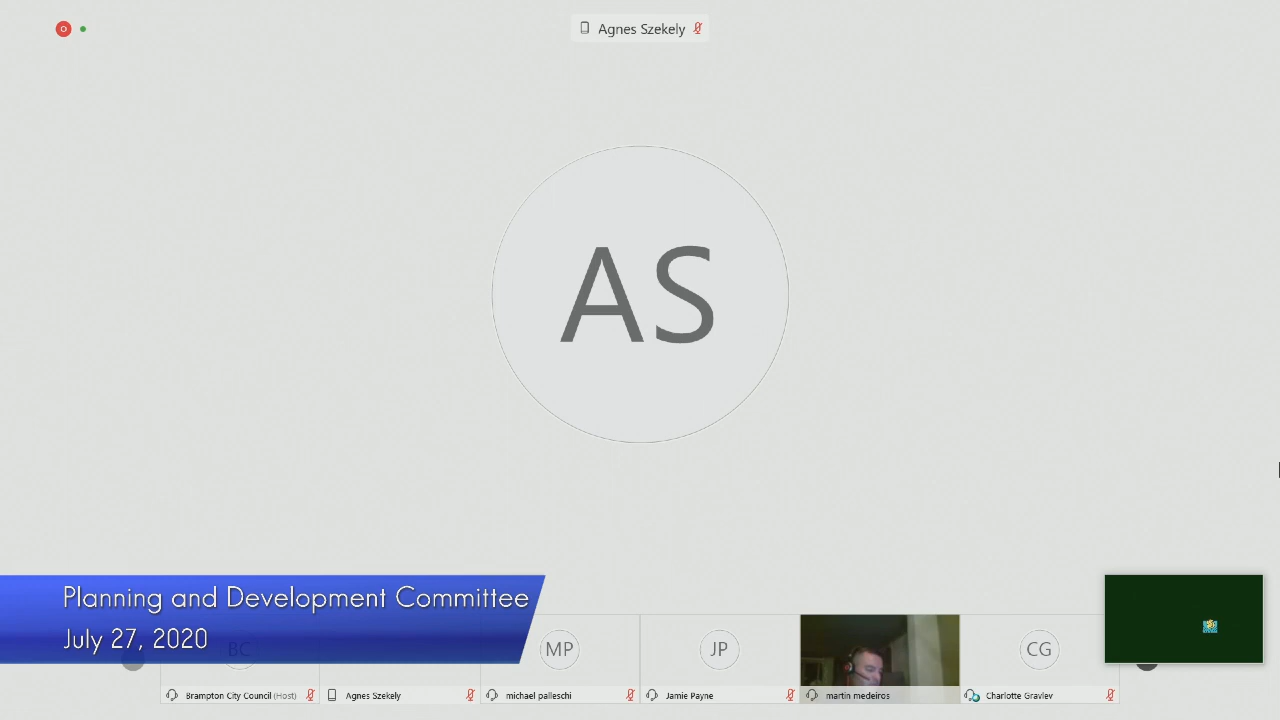 Agnes Szekely
AS
Planning and Development Committee
July 27, 2020
BC
MP
JP
CG
Brampton City Council (Host)
Agnes Szekely
michael palleschi
Jamie Payne
martin medeiros
Charlotte Gravlev